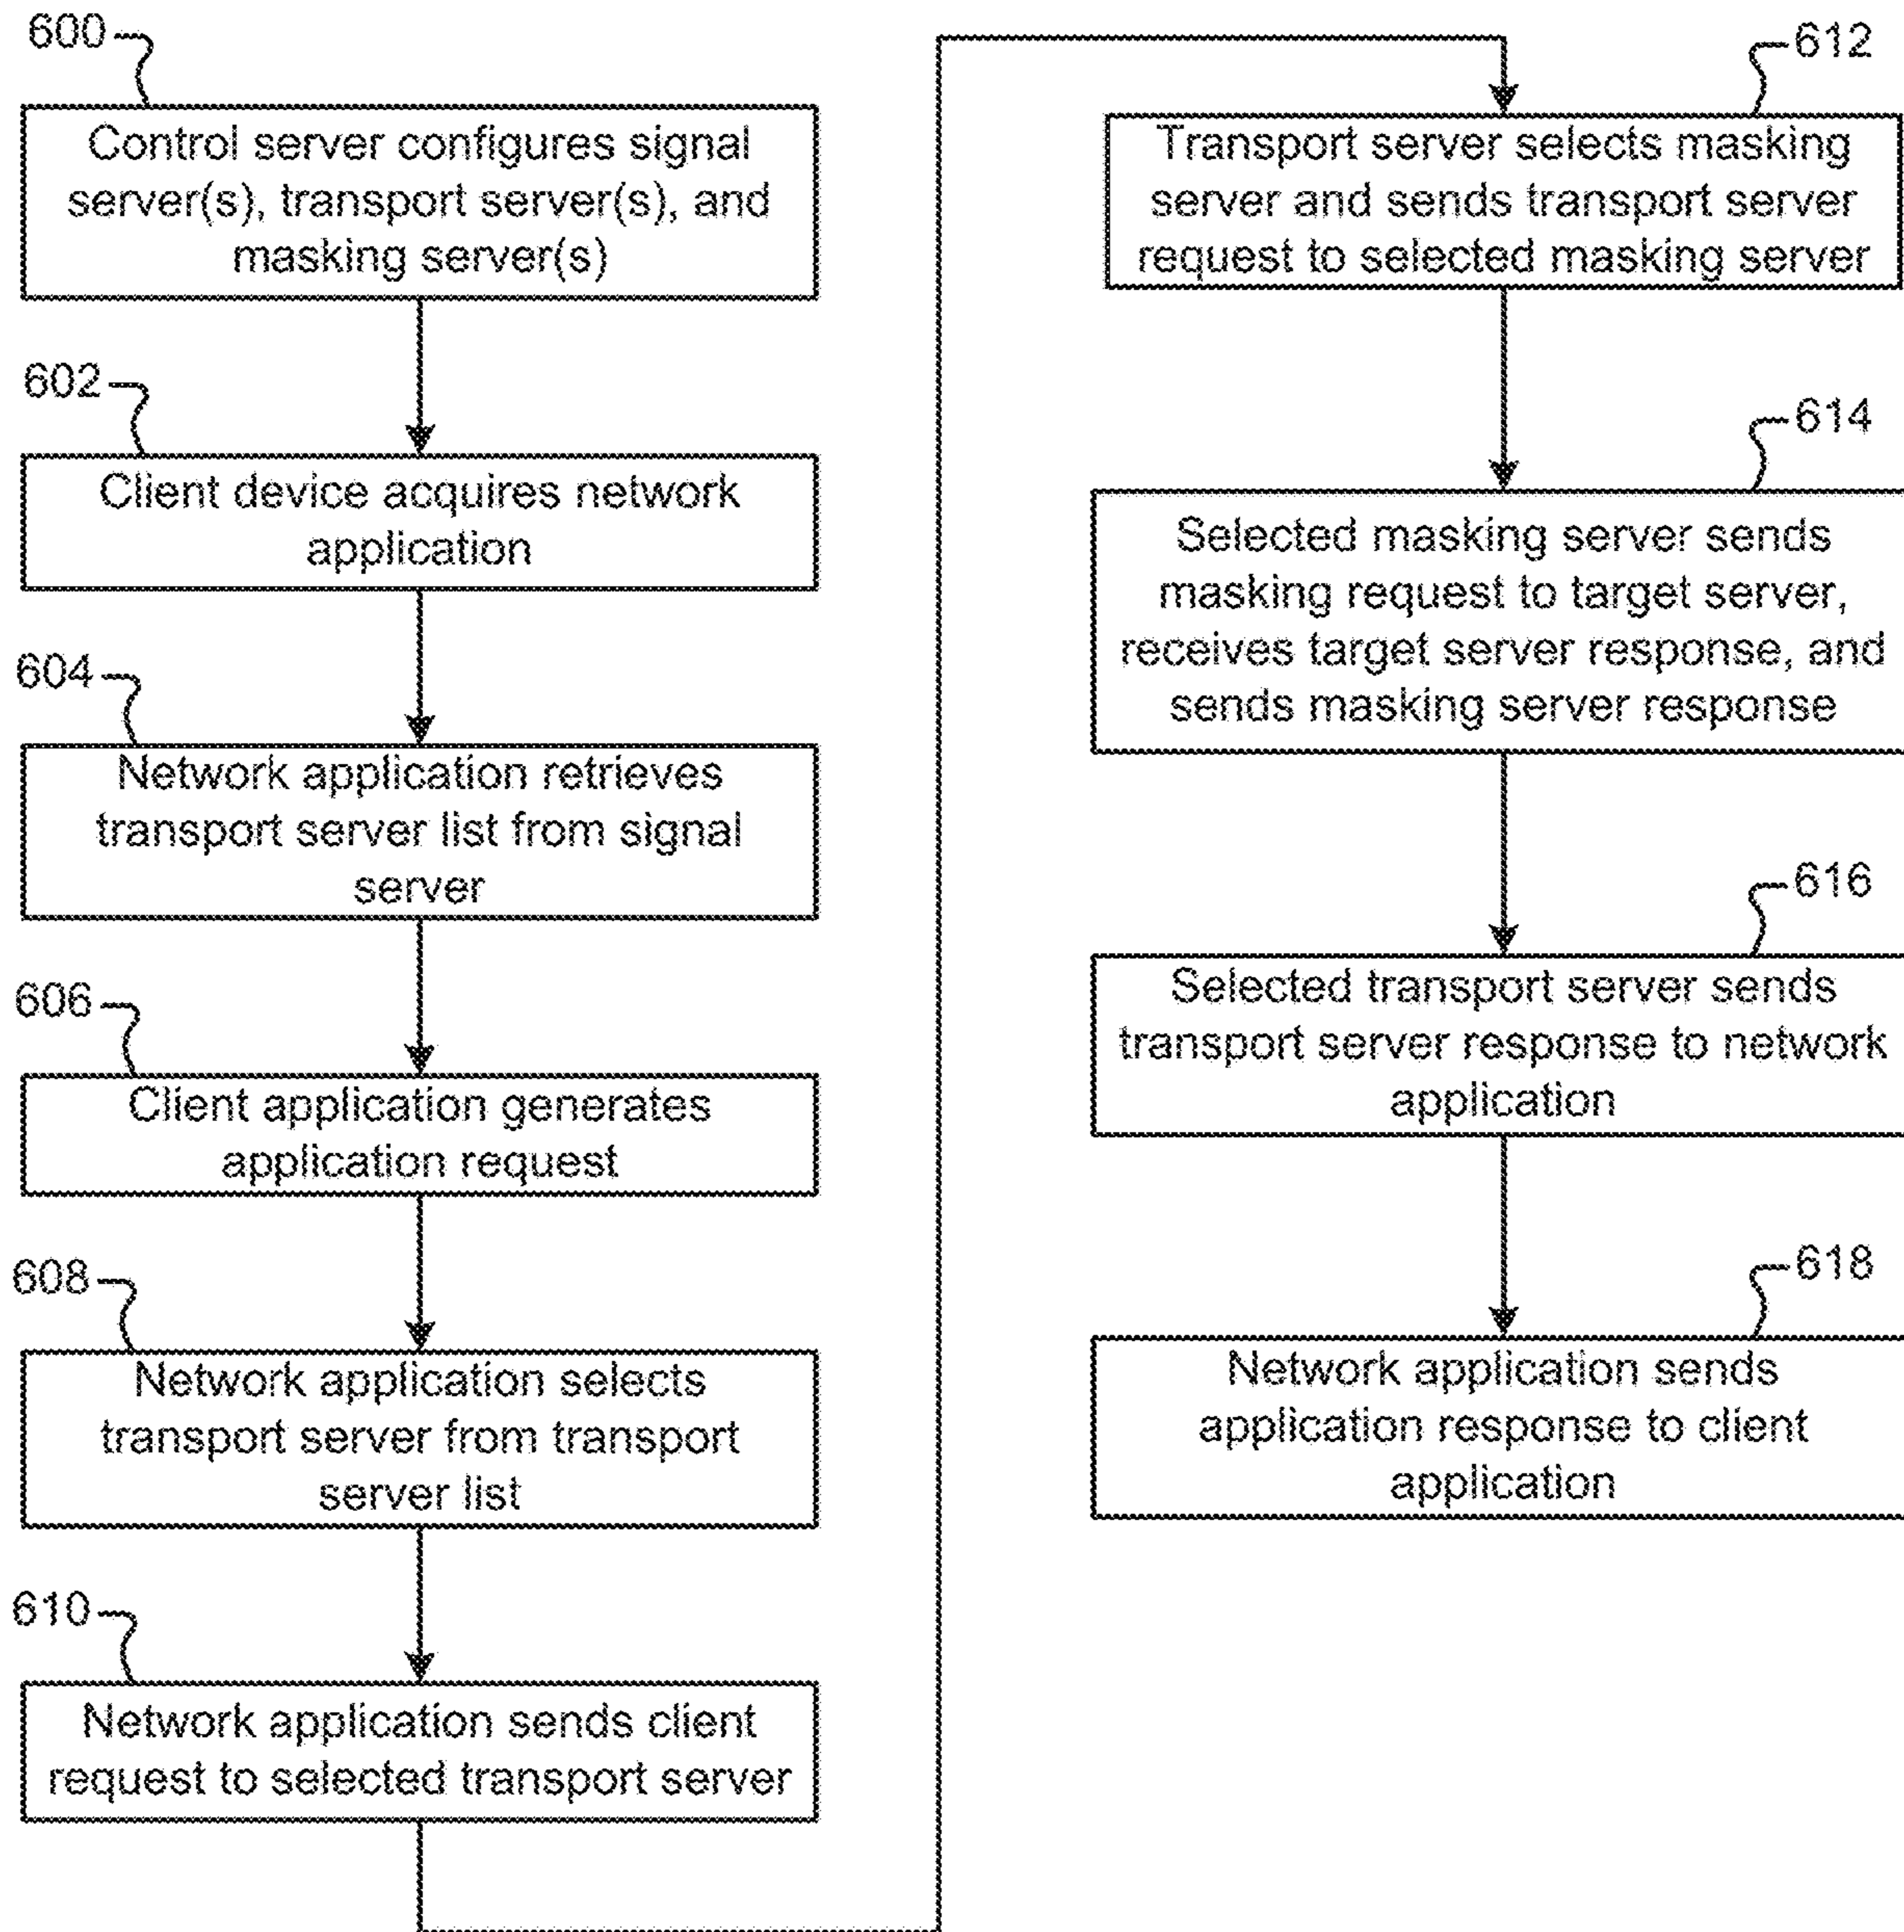 600
Control server configures signal
server(s), transport server(s), and
masking server(s)
602
Client device acquires network
application
604
Network application retrieves
transport server list from signal
server
606
Client application generates
application request
608
Network application selects
transport server from transport
server list
610
Network application sends client
request to selected transport server
612
Transport server selects masking
server and sends transport server
request to selected masking server
614
Selected masking server sends
masking request to target server,
receives target server response, and
sends masking server response
616
Selected transport server sends
transport server response to network
application
618
Network application sends
application response to client
application